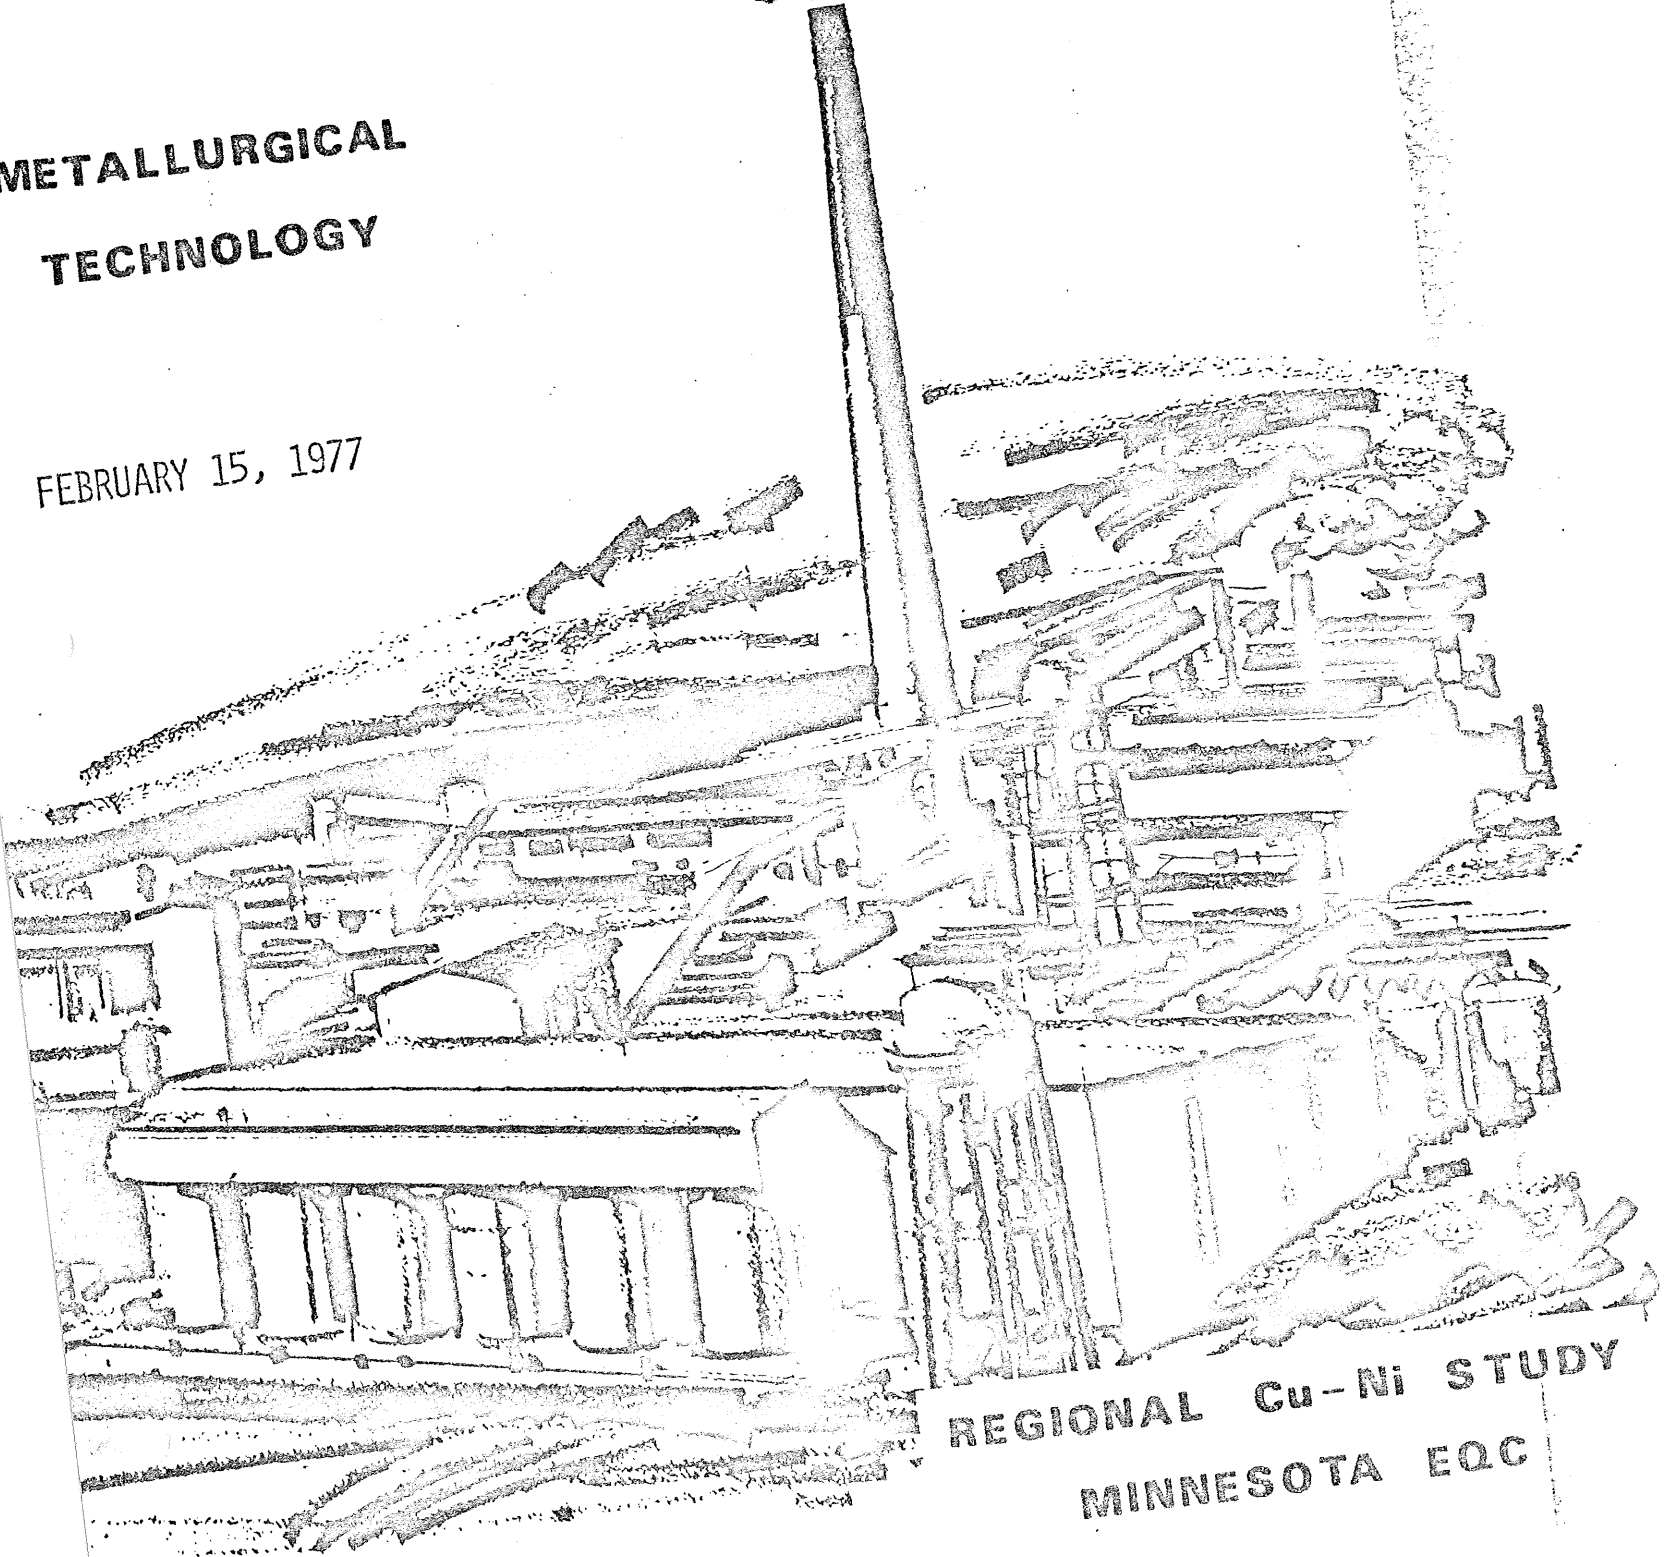 METALLURGICAL
TECHNOLOGY
FEBRUARY 15, 1977
REGIONAL Cu-Ni STUDY
MINNESOTA EQC